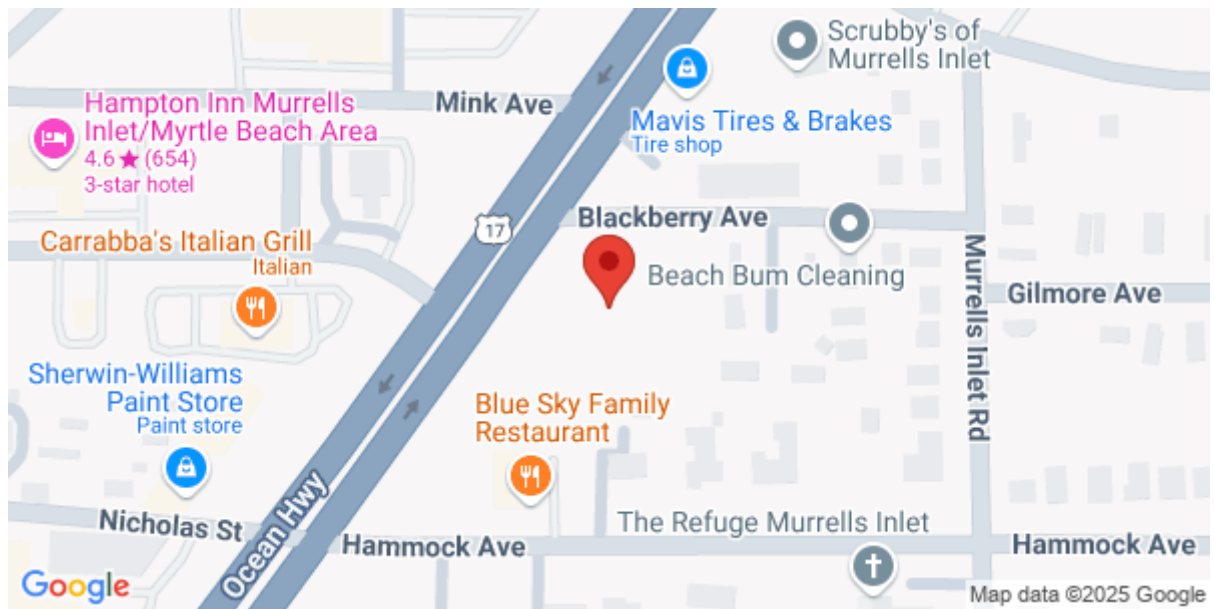 Scrubby's of
Murrells Inlet
Mink Ave
Hampton Inn Murrells
Inlet/Myrtle Beach Area
4.6★ (654)
3-star hotel
Mavis Tires & Brakes
Tire shop
17
Blackberry Ave
Carrabba's Italian Grill
Italian
Beach Bum Cleaning
Murrells Inlet Rd
Gilmore Ave
Sherwin-Williams
Paint Store
Paint store
Blue Sky Family
Restaurant
Ocean Hwy
Nicholas St
Hammock Ave
The Refuge Murrells Inlet
Hammock Ave
Google
Map data ©2025 Google